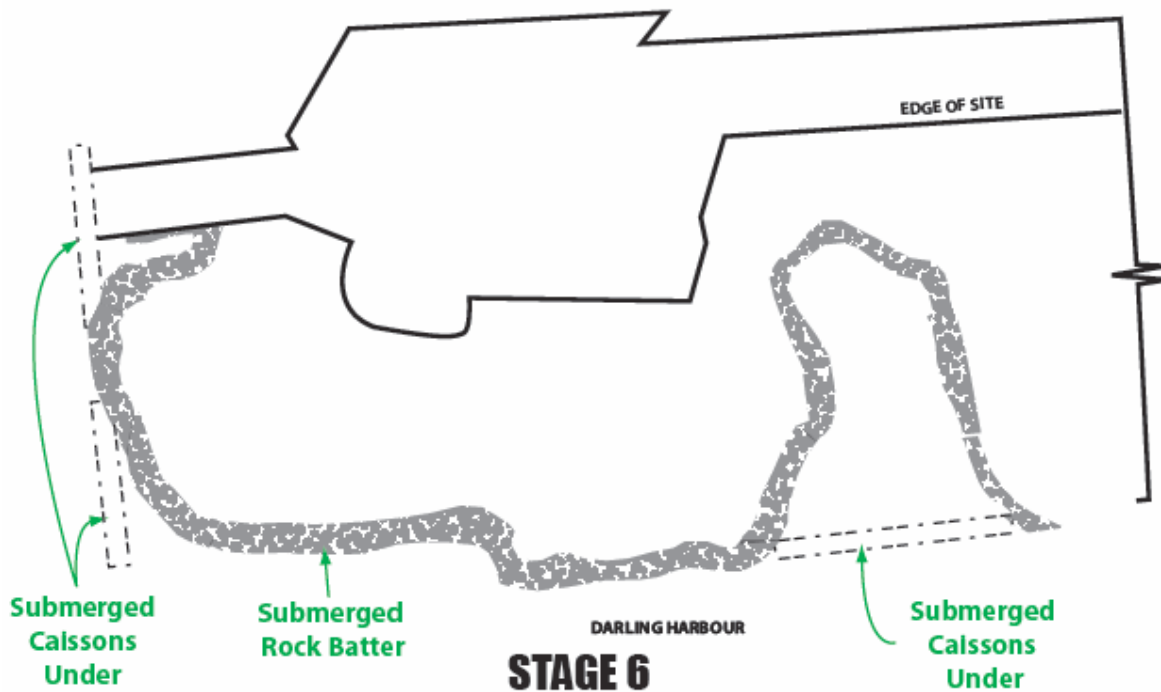 EDGE OF SITE
Submerged
Caissons
Under
Submerged
Rock Batter
DARLING HARBOUR
Submerged
Caissons
Under
STAGE 6